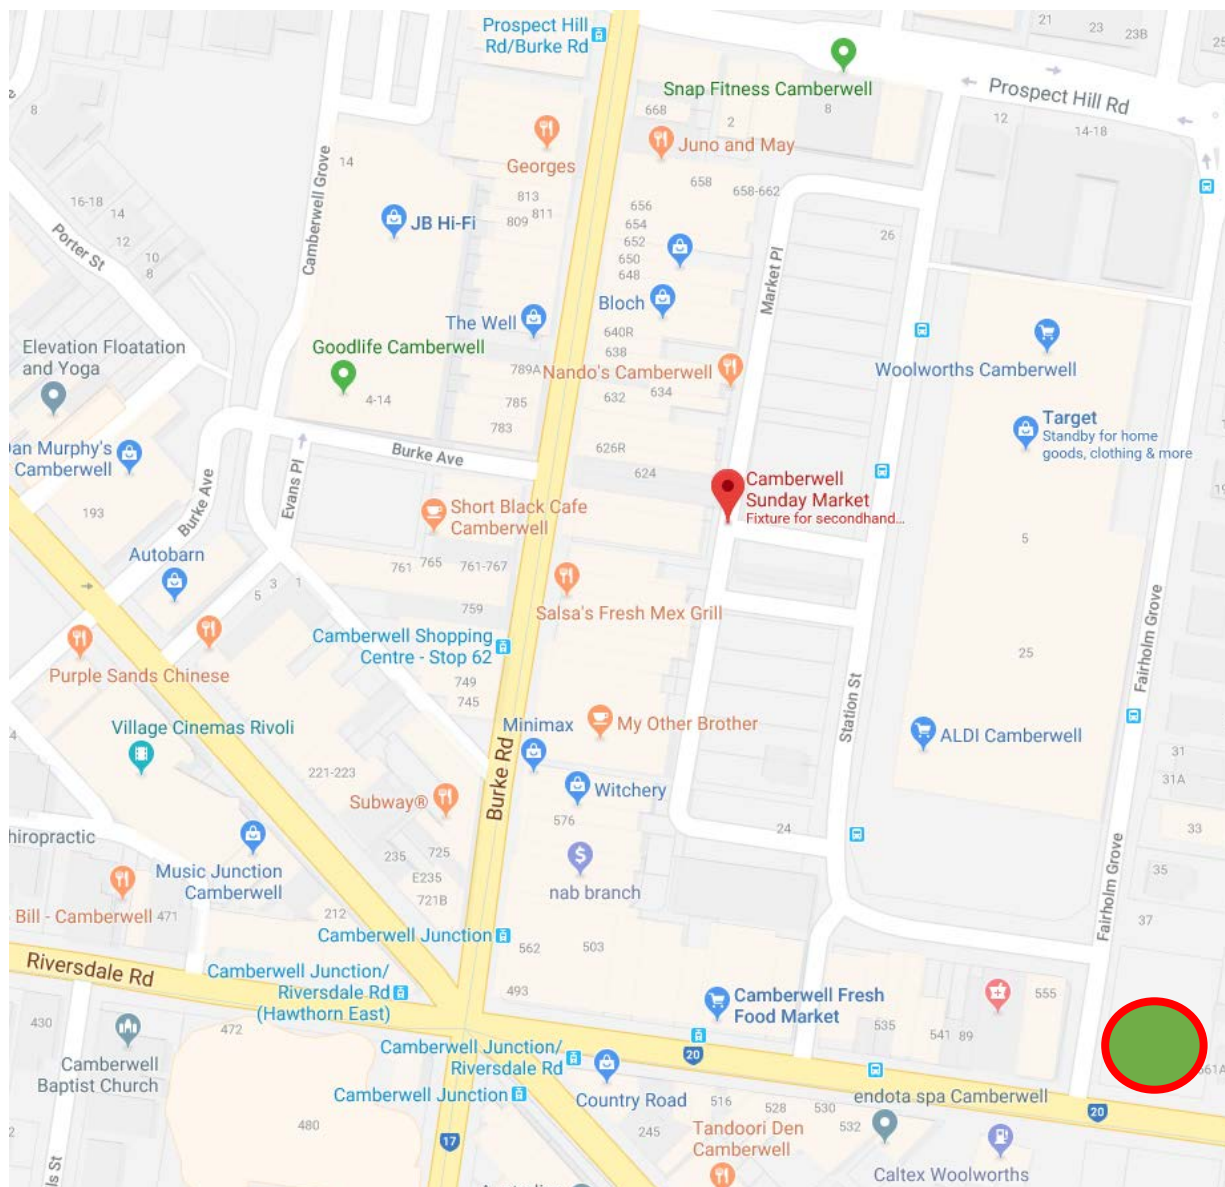 Prospect Hill
Rd/Burke Rd
21
23
23B
25
Snap Fitness Camberwell
Prospect Hill Rd
8
668
2
8
12
14-18
Juno and May
Georges
Camberwell Grove
14
813
811
809
658
658-662
16-18
14
12
10
8
Porter St
JB Hi-Fi
656
654
652
650
648
26
Market Pl
Bloch
The Well
640R
638
Elevation Floatation
and Yoga
Goodlife Camberwell
789A
Nando's Camberwell
Woolworths Camberwell
4-14
785
783
632
634
Target
Standby for home
goods, clothing & more
Dan Murphy's
Camberwell
Burke Ave
626R
624
Camberwell
Sunday Market
Fixture for secondhand...
193
Burke Ave
Evans Pl
Short Black Cafe
Camberwell
5
Autobarn
761
765
761-767
5
3
1
759
Salsa's Fresh Mex Grill
Camberwell Shopping
Centre - Stop 62
Purple Sands Chinese
749
745
25
Fairholm Grove
Station St
Village Cinemas Rivoli
Minimax
My Other Brother
ALDI Camberwell
31
31A
221-223
Burke Rd
Subway®
Witchery
576
24
33
hiropractic
235
725
E235
721B
nab branch
35
Music Junction
Camberwell
Bill - Camberwell
471
212
Fairholm Grove
37
Camberwell Junction
562
503
Riversdale Rd
Camberwell Junction/
Riversdale Rd
(Hawthorn East)
493
Camberwell Fresh
Food Market
555
430
472
535
541
89
Camberwell
Baptist Church
Camberwell Junction/
Riversdale Rd
20
561A
Camberwell Junction
Country Road
endota spa Camberwell
20
516
528
530
532
480
17
245
Tandoori Den
Camberwell
Caltex Woolworths